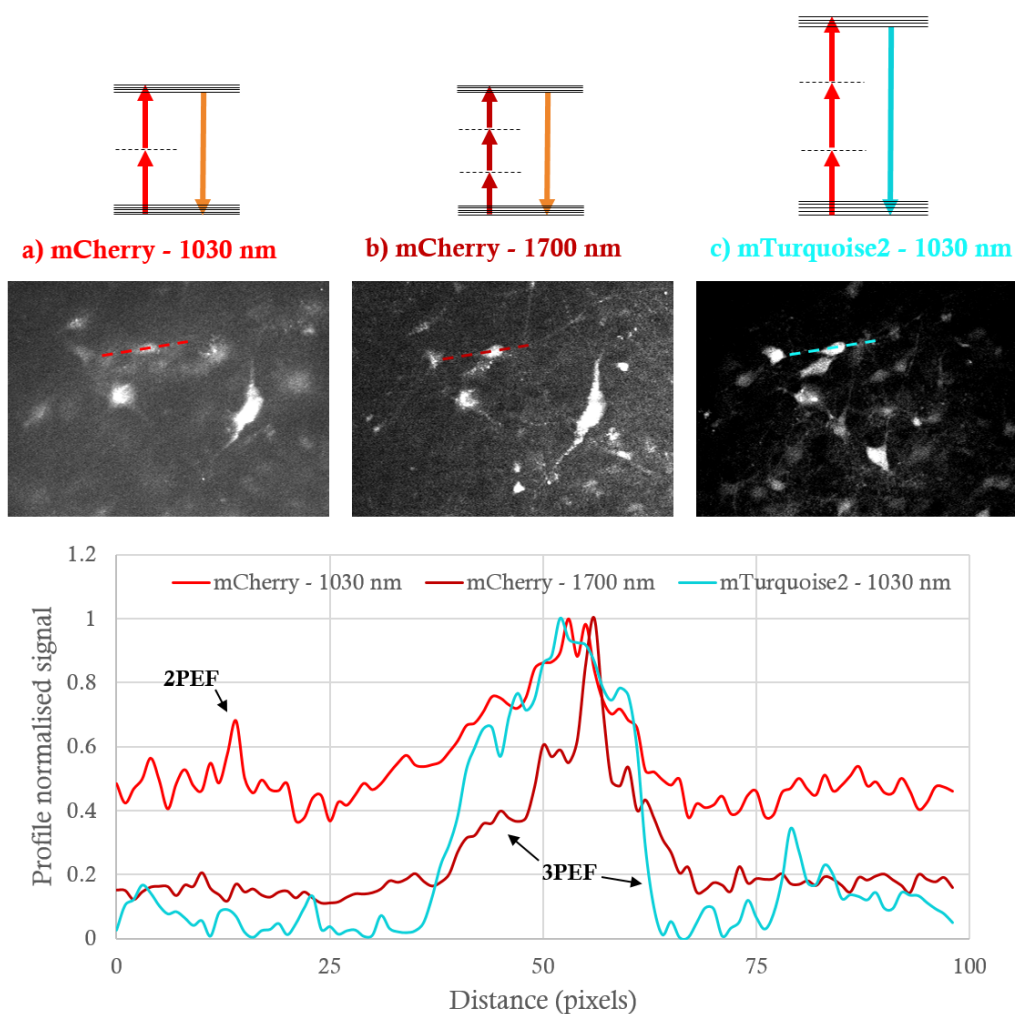 a) mCherry - 1030 nm
b) mCherry - 1700 nm
c) mTurquoise2 - 1030 nm
1.2
1
0.8
0.6
0.4
0.2
0
Profile normalised signal
mCherry - 1030 nm
mCherry - 1700 nm
mTurquoise2 - 1030 nm
2PEF
3PEF
0
25
50
75
100
Distance (pixels)